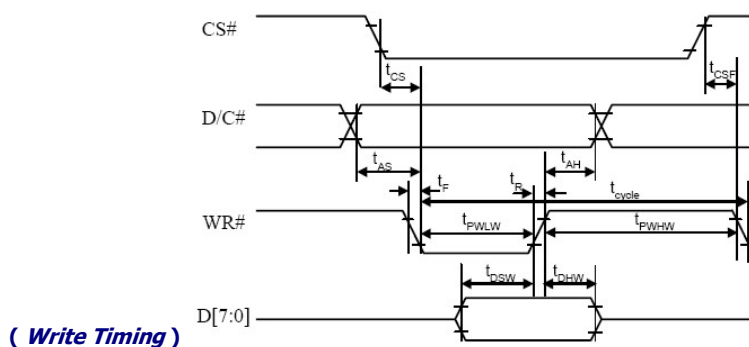 CS#
tCS
tCSF
D/C#
tAS
tF
tR
tAH
tcycle
WR#
tPWLW
tPWHW
tDSW
tDHW
( Write Timing ) D[7:0]